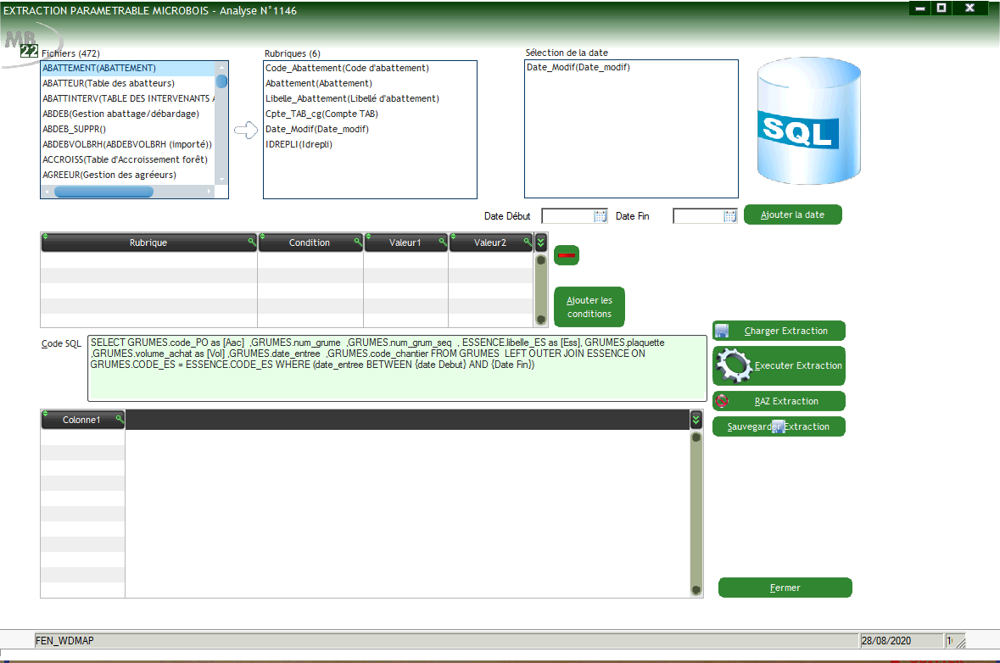 EXTRACTION PARAMETRABLE MICROBOIS - Analyse N°1146
MB
22
Fichiers (472)
ABATTEMENT(ABATTEMENT)
ABATTEUR(Table des abatteurs)
ABATTINTERV(TABLE DES INTERVENANTS
ABDEB(Gestion abattage/débardage)
ABDEB_SUPPR()
ABDEBVOLBRH(ABDEBVOLBRH (importé))
ACCROISS(Table d'Accroissement forêt)
AGREEUR(Gestion des agréeurs)
Rubriques (6)
Code_Abattement(Code d'abattement)
Abattement(Abattement)
Libelle_Abattement(Libellé d'abattement)
Cpte_TAB_cg(Compte TAB)
Date_Modif(Date_modif)
IDREPLI(Idrepli)
Sélection de la date
Date_Modif(Date_modif)
SQL
Date Début
Date Fin
Ajouter la date
Rubrique Condition Valeur1 Valeur2
Ajouter les
conditions
Code SQL
SELECT GRUMES.code_PO as [Aac] ,GRUMES.num_grume ,GRUMES.num_grum_seq , ESSENCE.libelle_ES as [Ess], GRUMES.plaquette
,GRUMES.volume_achat as [Vol] ,GRUMES.date_entree ,GRUMES.code_chantier FROM GRUMES LEFT OUTER JOIN ESSENCE ON
GRUMES.CODE_ES = ESSENCE.CODE_ES WHERE (date_entree BETWEEN {date Debut} AND {Date Fin})
Charger Extraction
Executer Extraction
RAZ Extraction
Sauvegarder Extraction
Colonne1
Fermer
FEN_WDMAP
28/08/2020